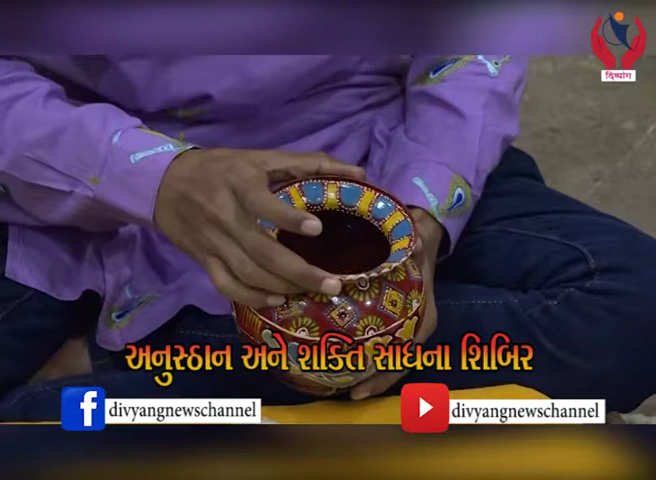 दिव्यांग
અનુસ્ઠાન અને શક્તિ સાધના શિબિર
divyangnewschannel
divyangnewschannel